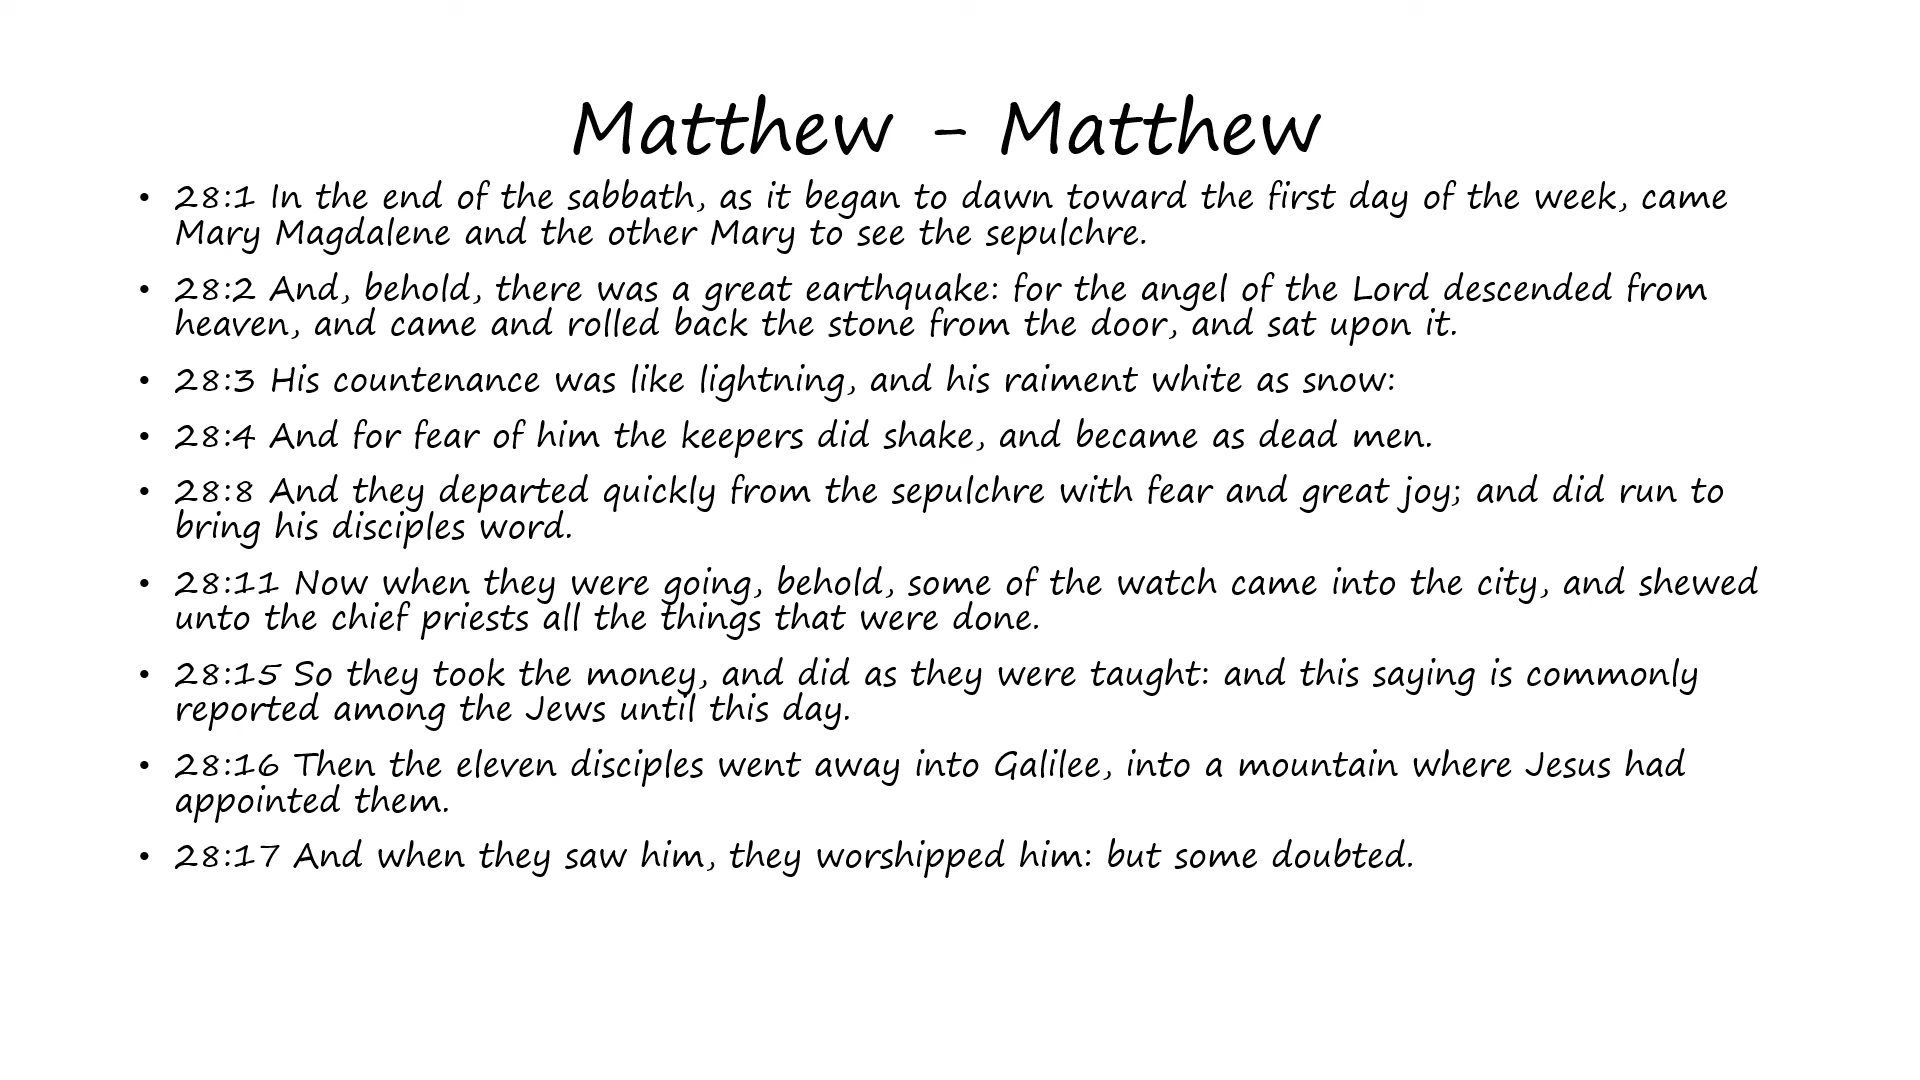 Matthew - Matthew
• 28:1 In the end of the sabbath, as it began to dawn toward the first day of the week, came
Mary Magdalene and the other Mary to see the sepulchre.
• 28:2 And, behold, there was a great earthquake: for the angel of the Lord descended from
heaven, and came and rolled back the stone from the door, and sat upon it.
• 28:3 His countenance was like lightning, and his raiment white as snow:
• 28:4 And for fear of him the keepers did shake, and became as dead men.
• 28:8 And they departed quickly from the sepulchre with fear and great joy; and did run to
bring his disciples word.
• 28:11 Now when they were going, behold, some of the watch came into the city, and shewed
unto the chief priests all the things that were done.
• 28:15 So they took the money, and did as they were taught: and this saying is commonly
reported among the Jews until this day.
• 28:16 Then the eleven disciples went away into Galilee, into a mountain where Jesus had
appointed them.
• 28:17 And when they saw him, they worshipped him: but some doubted.